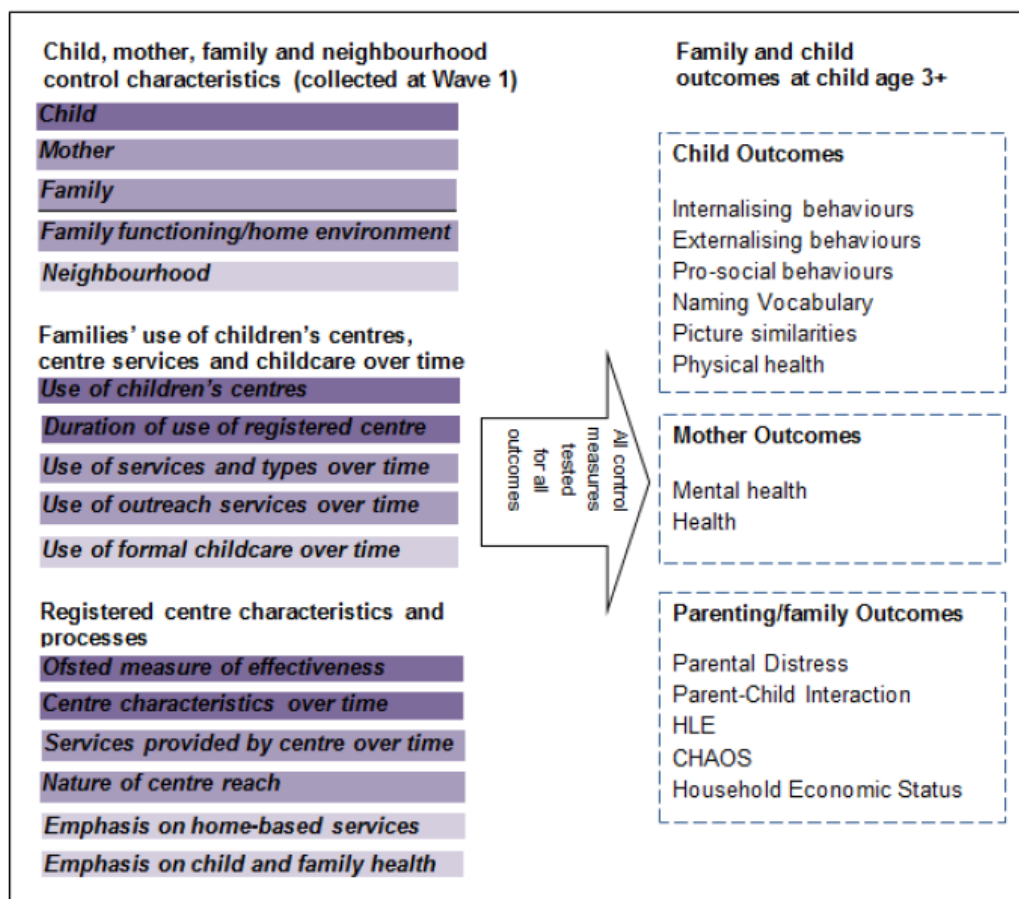 Child, mother, family and neighbourhood
control characteristics (collected at Wave 1)
Child
Mother
Family
Family functioning/home environment
Neighbourhood
Families' use of children's centres,
centre services and childcare over time
Use of children's centres
Duration of use of registered centre
Use of services and types over time
Use of outreach services over time
Use of formal childcare over time
Registered centre characteristics and
processes
Ofsted measure of effectiveness
Centre characteristics over time
Services provided by centre over time
Nature of centre reach
Emphasis on home-based services
Emphasis on child and family health
All control
measures
tested
for all
outcomes
Family and child
outcomes at child age 3+
Child Outcomes
Internalising behaviours
Externalising behaviours
Pro-social behaviours
Naming Vocabulary
Picture similarities
Physical health
Mother Outcomes
Mental health
Health
Parenting/family Outcomes
Parental Distress
Parent-Child Interaction
HLE
CHAOS
Household Economic Status